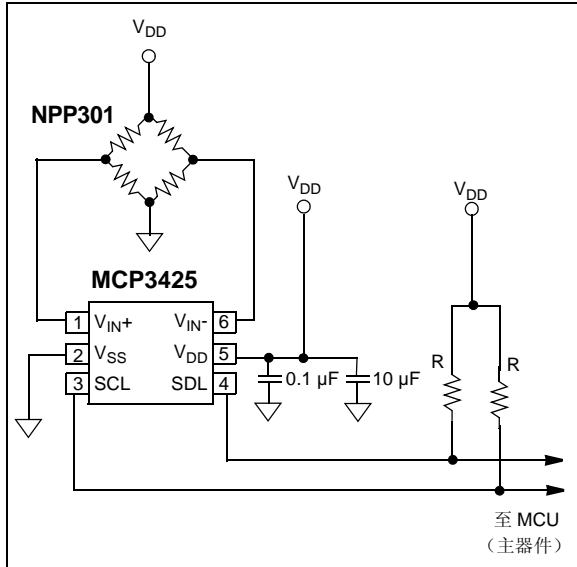 VDD
NPP301
VDD
VDD
MCP3425
1 VIN+ VIN- 6
2 VSS VDD 5
3 SCL SDL 4
0.1 µF
10 µF
R
R
至 MCU
（主器件）